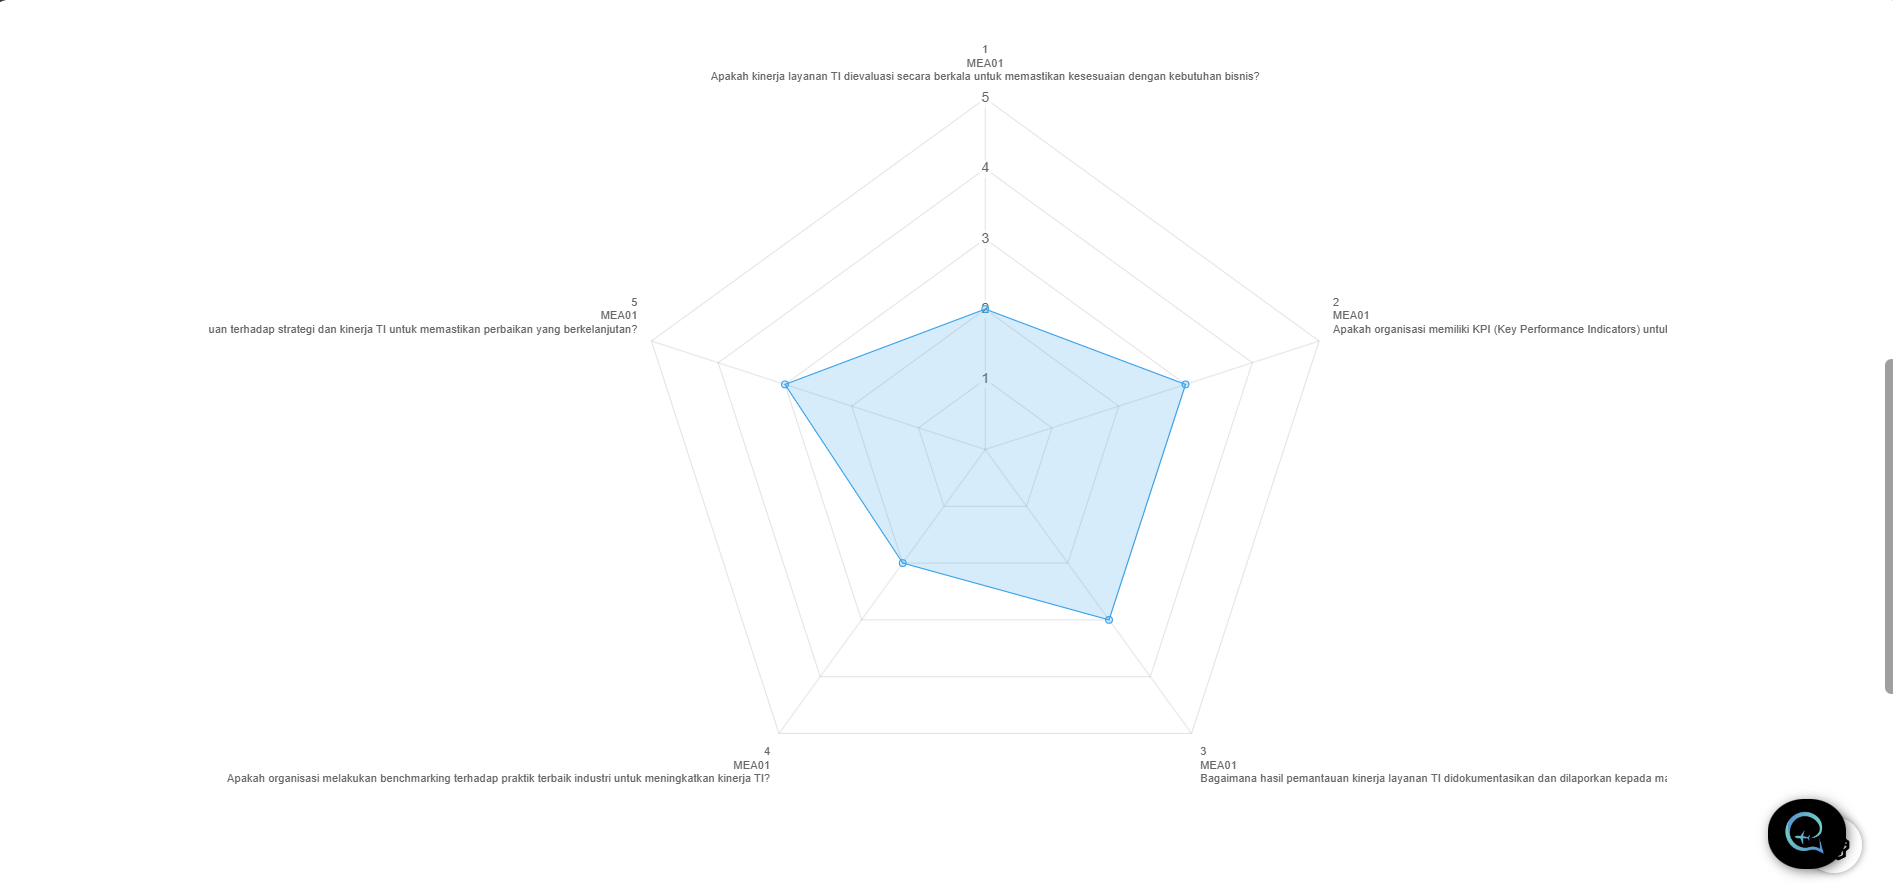 1
MEA01
Apakah kinerja layanan TI dievaluasi secara berkala untuk memastikan kesesuaian dengan kebutuhan bisnis?
5
4
3
2
1
5
MEA01
uan terhadap strategi dan kinerja TI untuk memastikan perbaikan yang berkelanjutan?
2
MEA01
Apakah organisasi memiliki KPI (Key Performance Indicators) untuk
4
MEA01
Apakah organisasi melakukan benchmarking terhadap praktik terbaik industri untuk meningkatkan kinerja TI?
3
MEA01
Bagaimana hasil pemantauan kinerja layanan TI didokumentasikan dan dilaporkan kepada